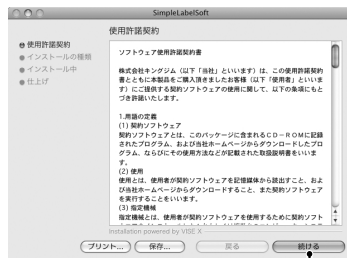 SimpleLabelSoft
使用許諾契約
使用許諾契約
インストールの種類
インストール中
仕上げ
ソフトウェア使用許諾契約書
株式会社キングジム（以下「当社」といいます）は、この使用許諾契約
書とともに本製品をご購入頂きましたお客様（以下「使用者」といいま
す）にご提供する契約ソフトウェアの使用に関して、以下の条項にもと
づき許諾いたします。
1.用語の定義
(1) 契約ソフトウェア
契約ソフトウェアとは、このパッケージに含まれるＣＤ－ＲＯＭに記録
されたプログラム、および当社ホームページからダウンロードしたプロ
グラム、ならびにその使用方法などが記載された取扱説明書をいいま
す。
(2) 使用
使用とは、使用者が契約ソフトウェアを記憶媒体から読出すこと、およ
び当社ホームページからダウンロードすること、また契約ソフトウェア
を実行することをいいます。
(3) 指定機械
指定機械とは、使用者が契約ソフトウェアを使用するために契約ソフト
installation powered by VISE X
プリント...
保存...
戻る
続ける